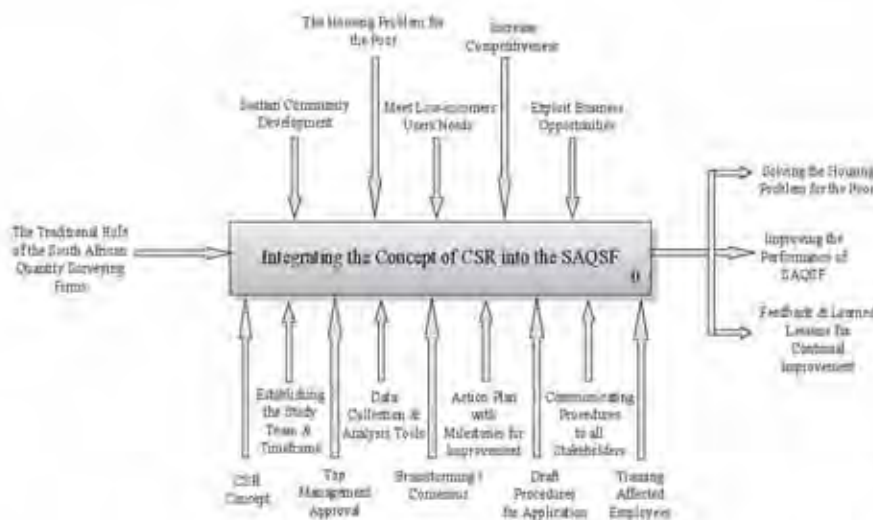 The Housing Problem for
the Poor
Increase
Competitiveness
Sustain Community
Development
Meet Low-incomers
Users Needs
Exploit Business
Opportunities
The Traditional Role
of the South African
Quantity Surveying
Firms
Integrating the Concept of CSR into the SAQSF
0
Solving the Housing
Problem for the Poor
Improving the
Performance of
SAQSF
Feedback & Learned
Lessons for
Continual
Improvement
Establishing
the Study
Team &
Timeframe
Data
Collection &
Analysis Tools
Action Plan
with
Milestones for
Improvement
Communicating
Procedures
to all
Stakeholders
CSR
Concept
Top
Management
Approval
Brainstorming /
Consensus
Draft
Procedures
for Application
Training
Affected
Employees